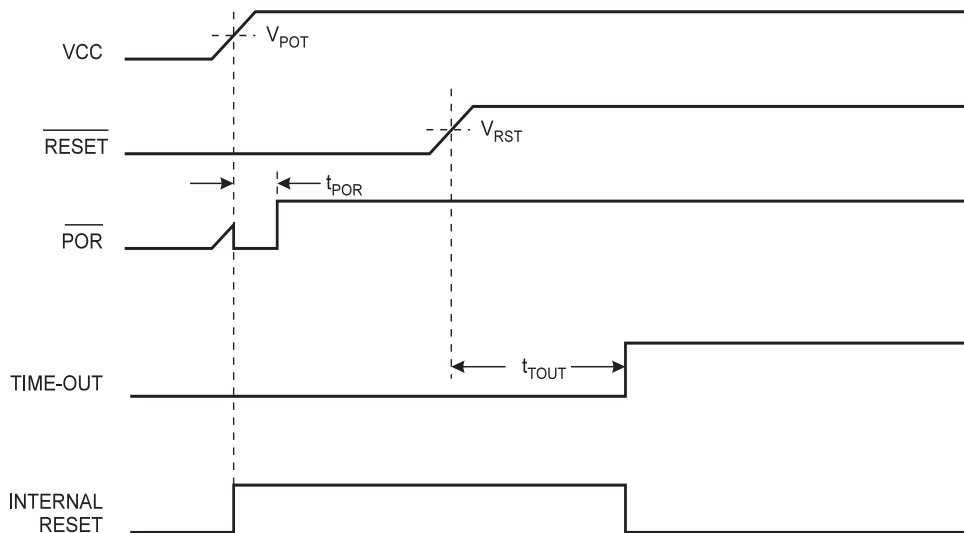 VCC
V_POT
RESET
V_RST
t_POR
POR
t_TOUT
TIME-OUT
INTERNAL
RESET